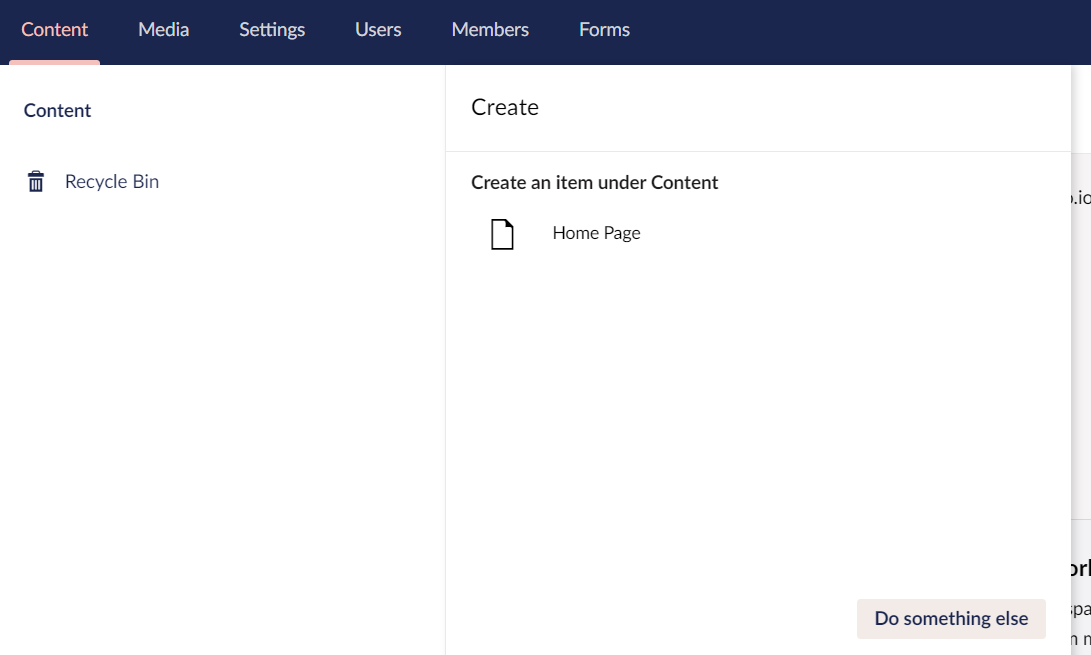 Content Media Settings Users Members Forms
Content
Create
Recycle Bin
Create an item under Content
Home Page
Do something else